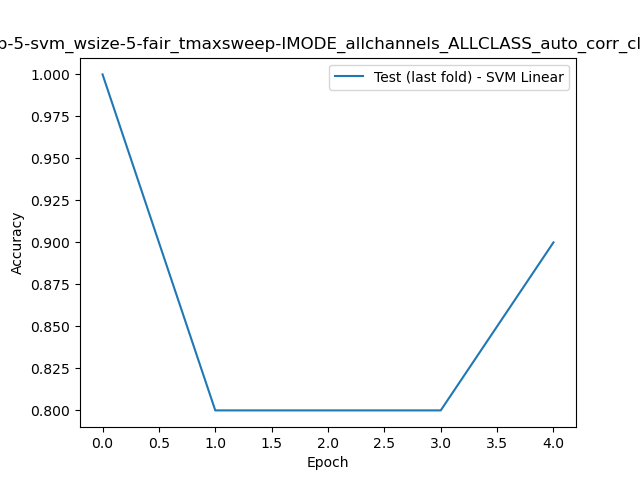 p-5-svm_wsize-5-fair_tmaxsweep-IMODE_allchannels_ALLCLASS_auto_corr_cl
Test (last fold) - SVM Linear
1.000
0.975
0.950
0.925
0.900
0.875
0.850
0.825
0.800
Accuracy
0.0 0.5 1.0 1.5 2.0 2.5 3.0 3.5 4.0
Epoch